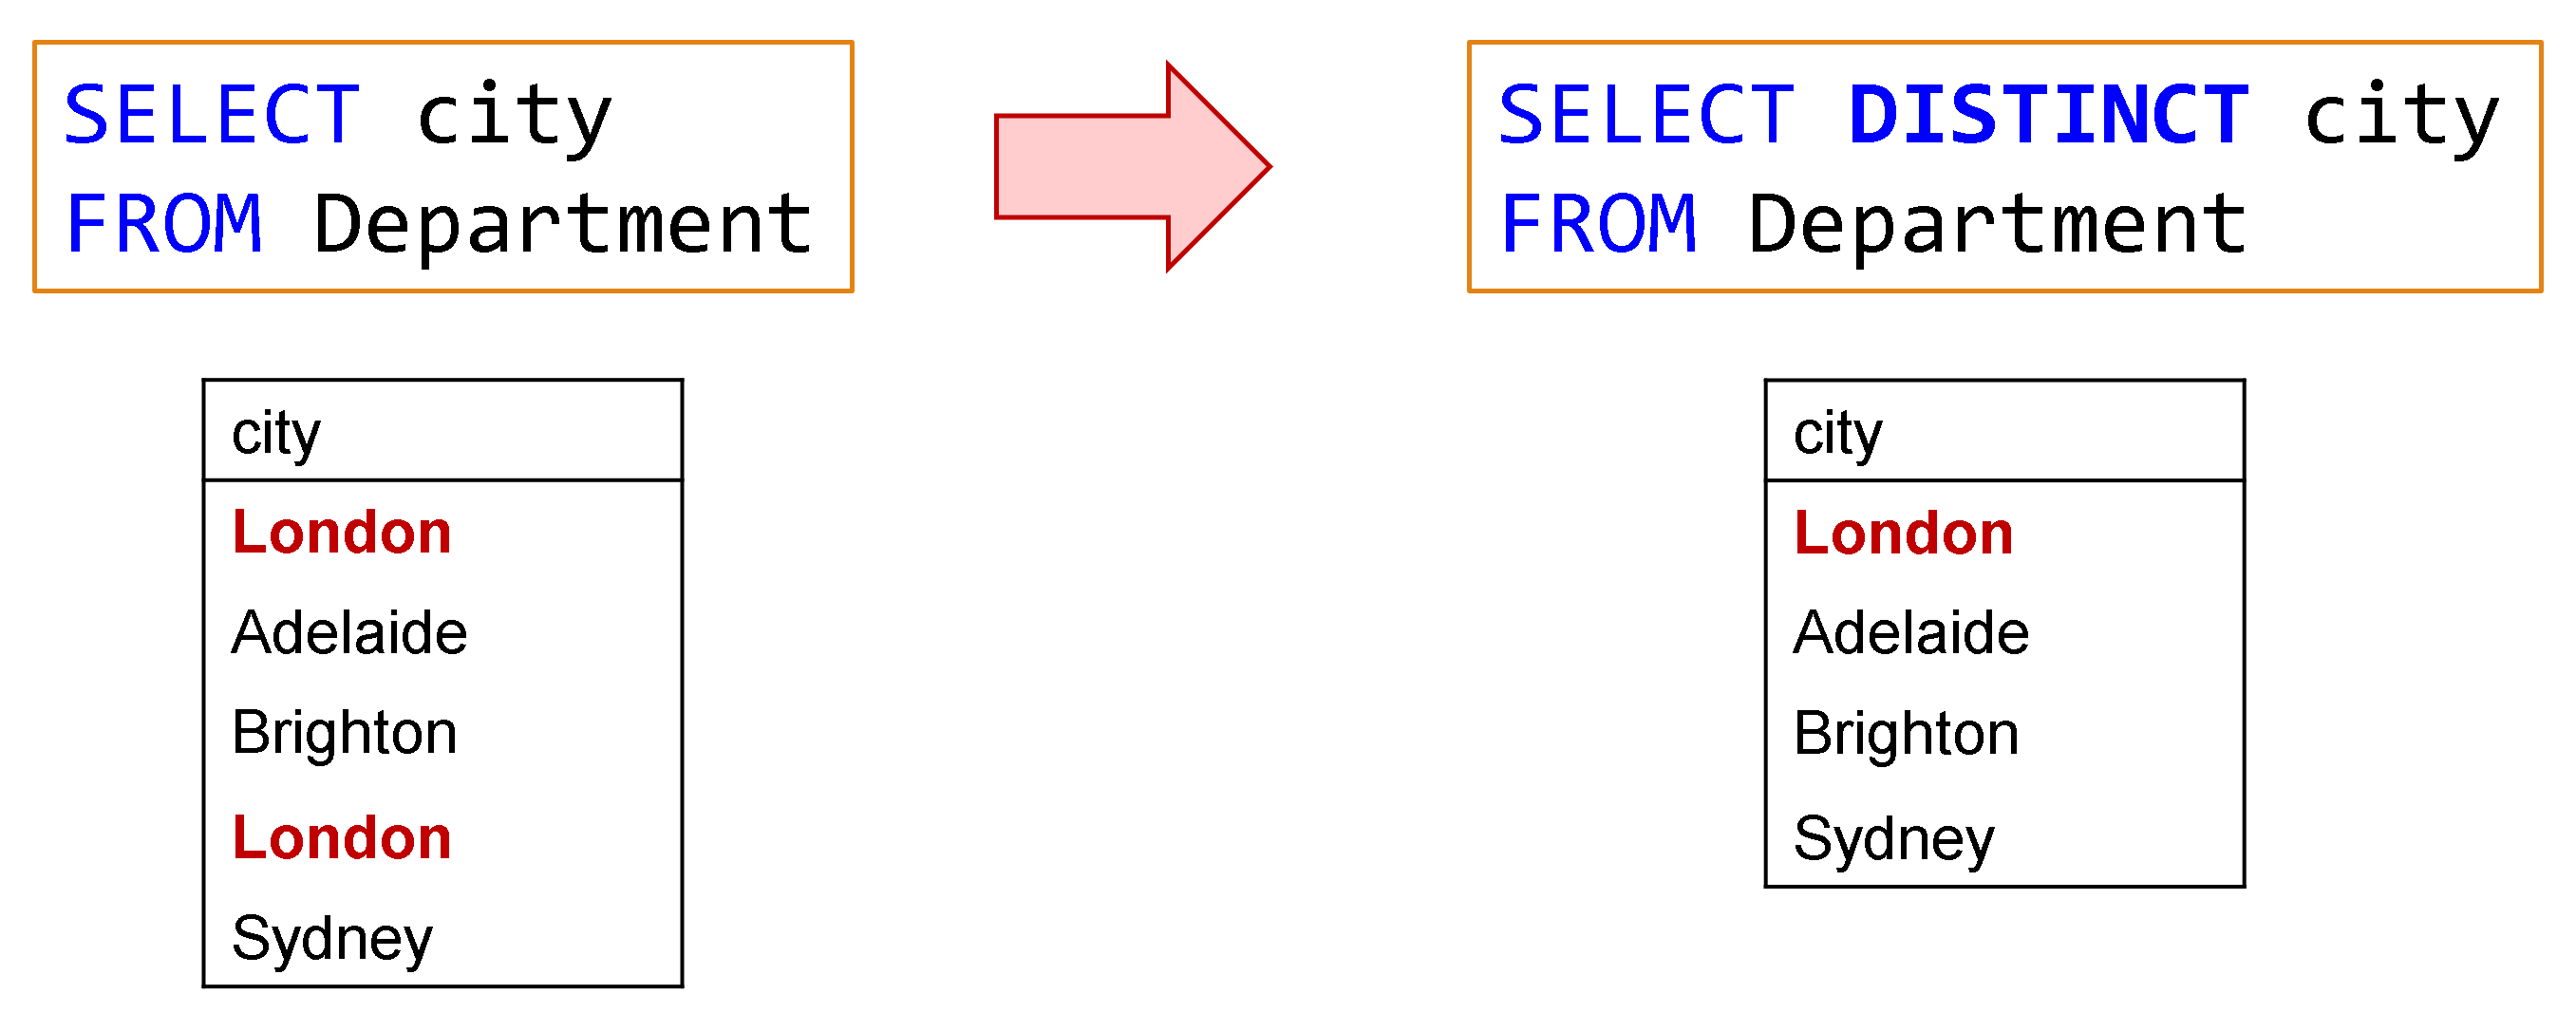 SELECT city
FROM Department
SELECT DISTINCT city
FROM Department
city
London
Adelaide
Brighton
London
Sydney
city
London
Adelaide
Brighton
Sydney